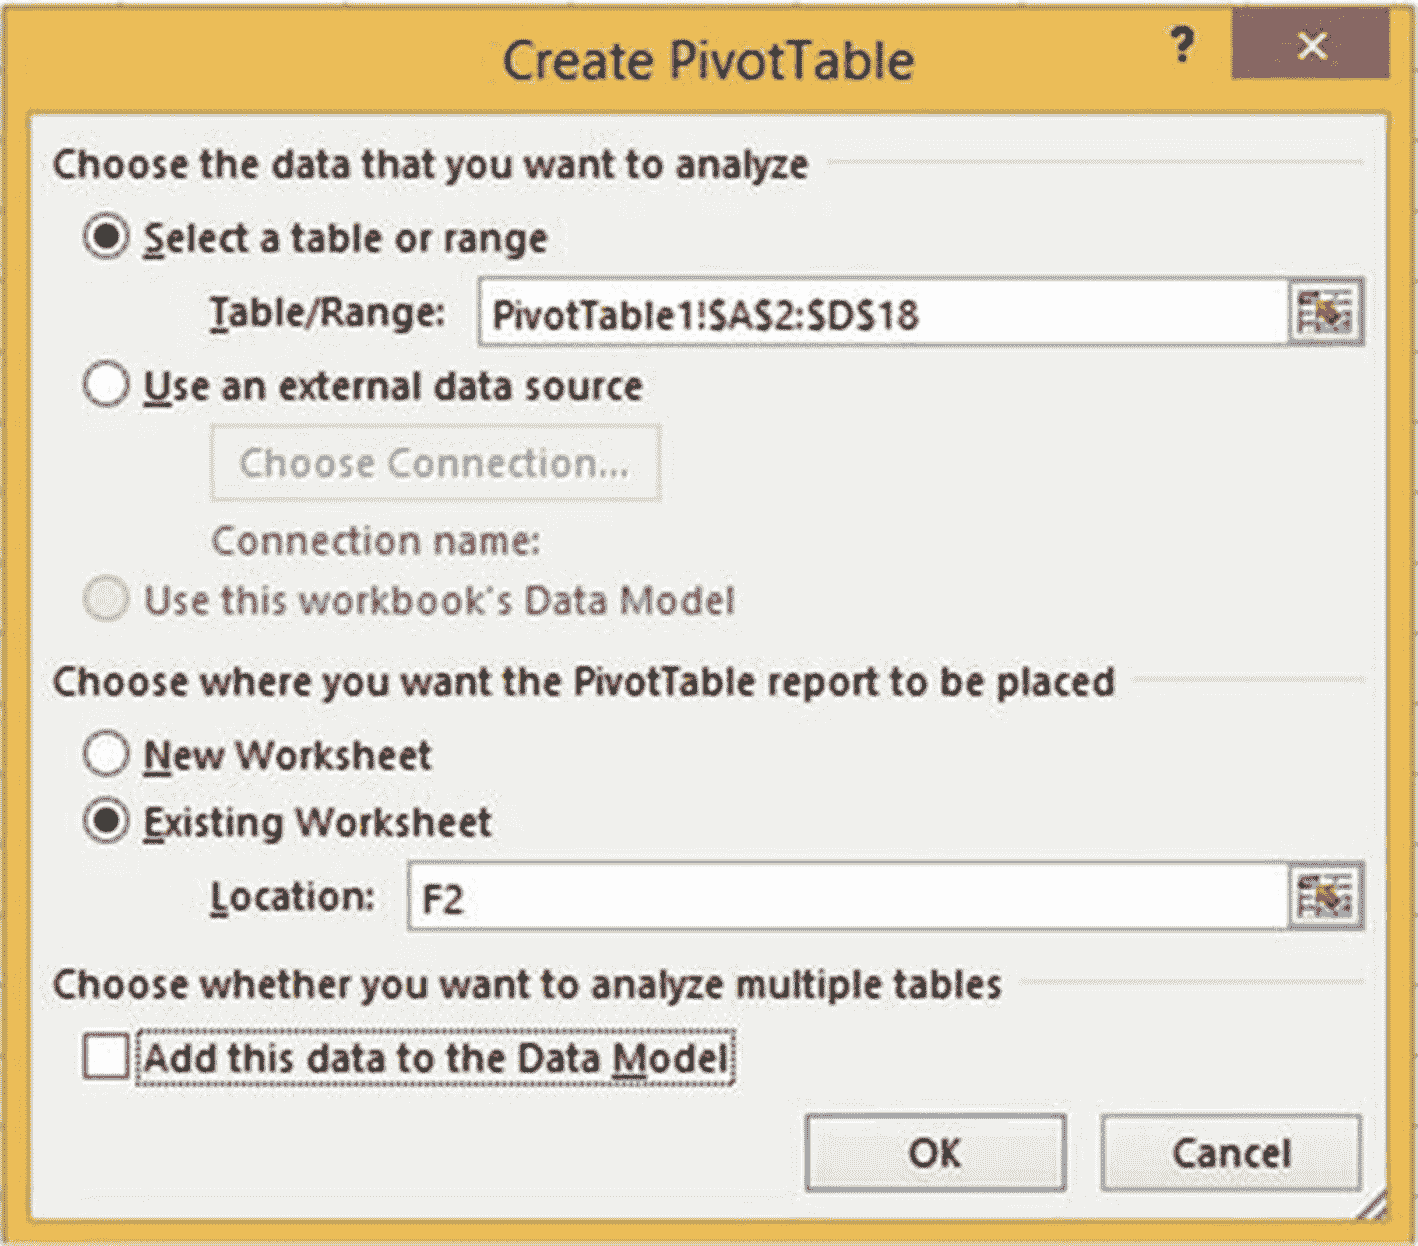 Create PivotTable
?
Choose the data that you want to analyze
Select a table or range
Table/Range: PivotTable1!$A$2:$D$18
Use an external data source
Choose Connection...
Connection name:
Use this workbook's Data Model
Choose where you want the PivotTable report to be placed
New Worksheet
Existing Worksheet
Location: F2
Choose whether you want to analyze multiple tables
Add this data to the Data Model
OK Cancel